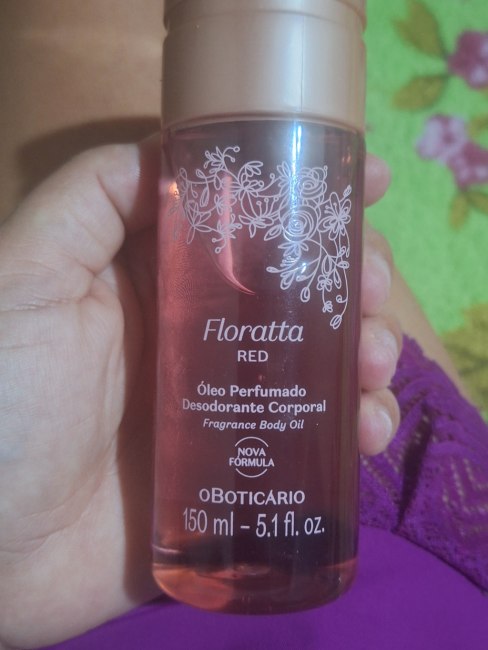 Floratta
RED
Óleo Perfumado
Desodorante Corporal
Fragrance Body Oil
NOVA
FÓRMULA
oBOTICÁRIO
150 ml – 5.1 fl. oz.